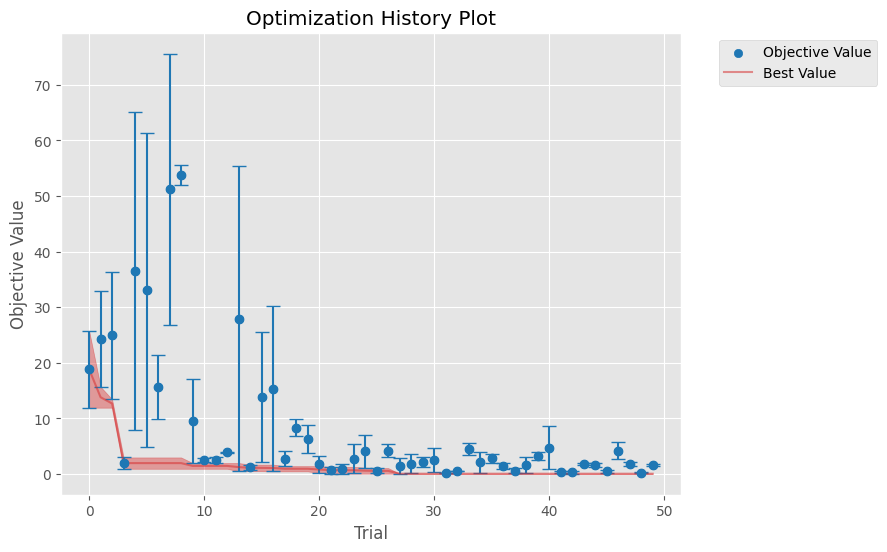 Optimization History Plot
Objective Value
Best Value
Objective Value
70
60
50
40
30
20
10
0
0 10 20 30 40 50
Trial